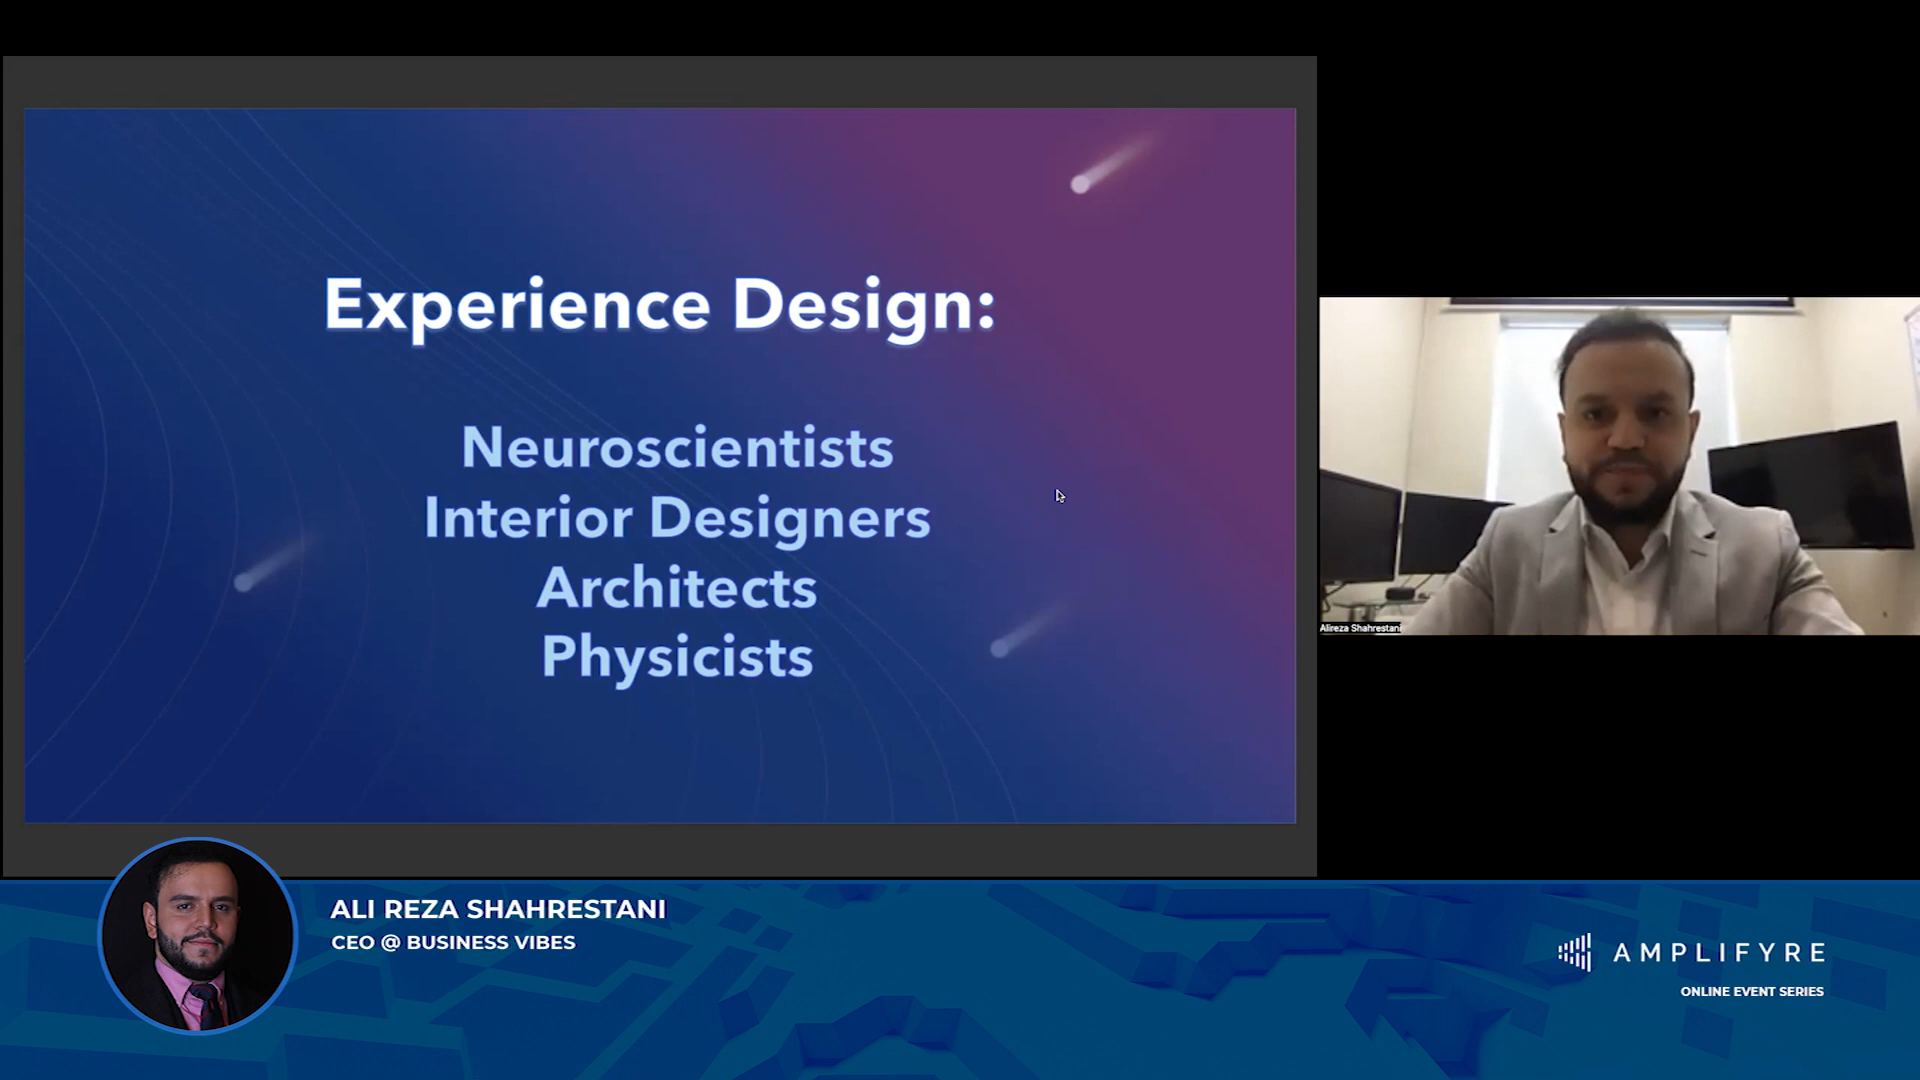 Experience Design:
Neuroscientists
Interior Designers
Architects
Physicists
Alireza Shahrestani
ALI REZA SHAHRESTANI
CEO @ BUSINESS VIBES
AMPLIFYRE
ONLINE EVENT SERIES